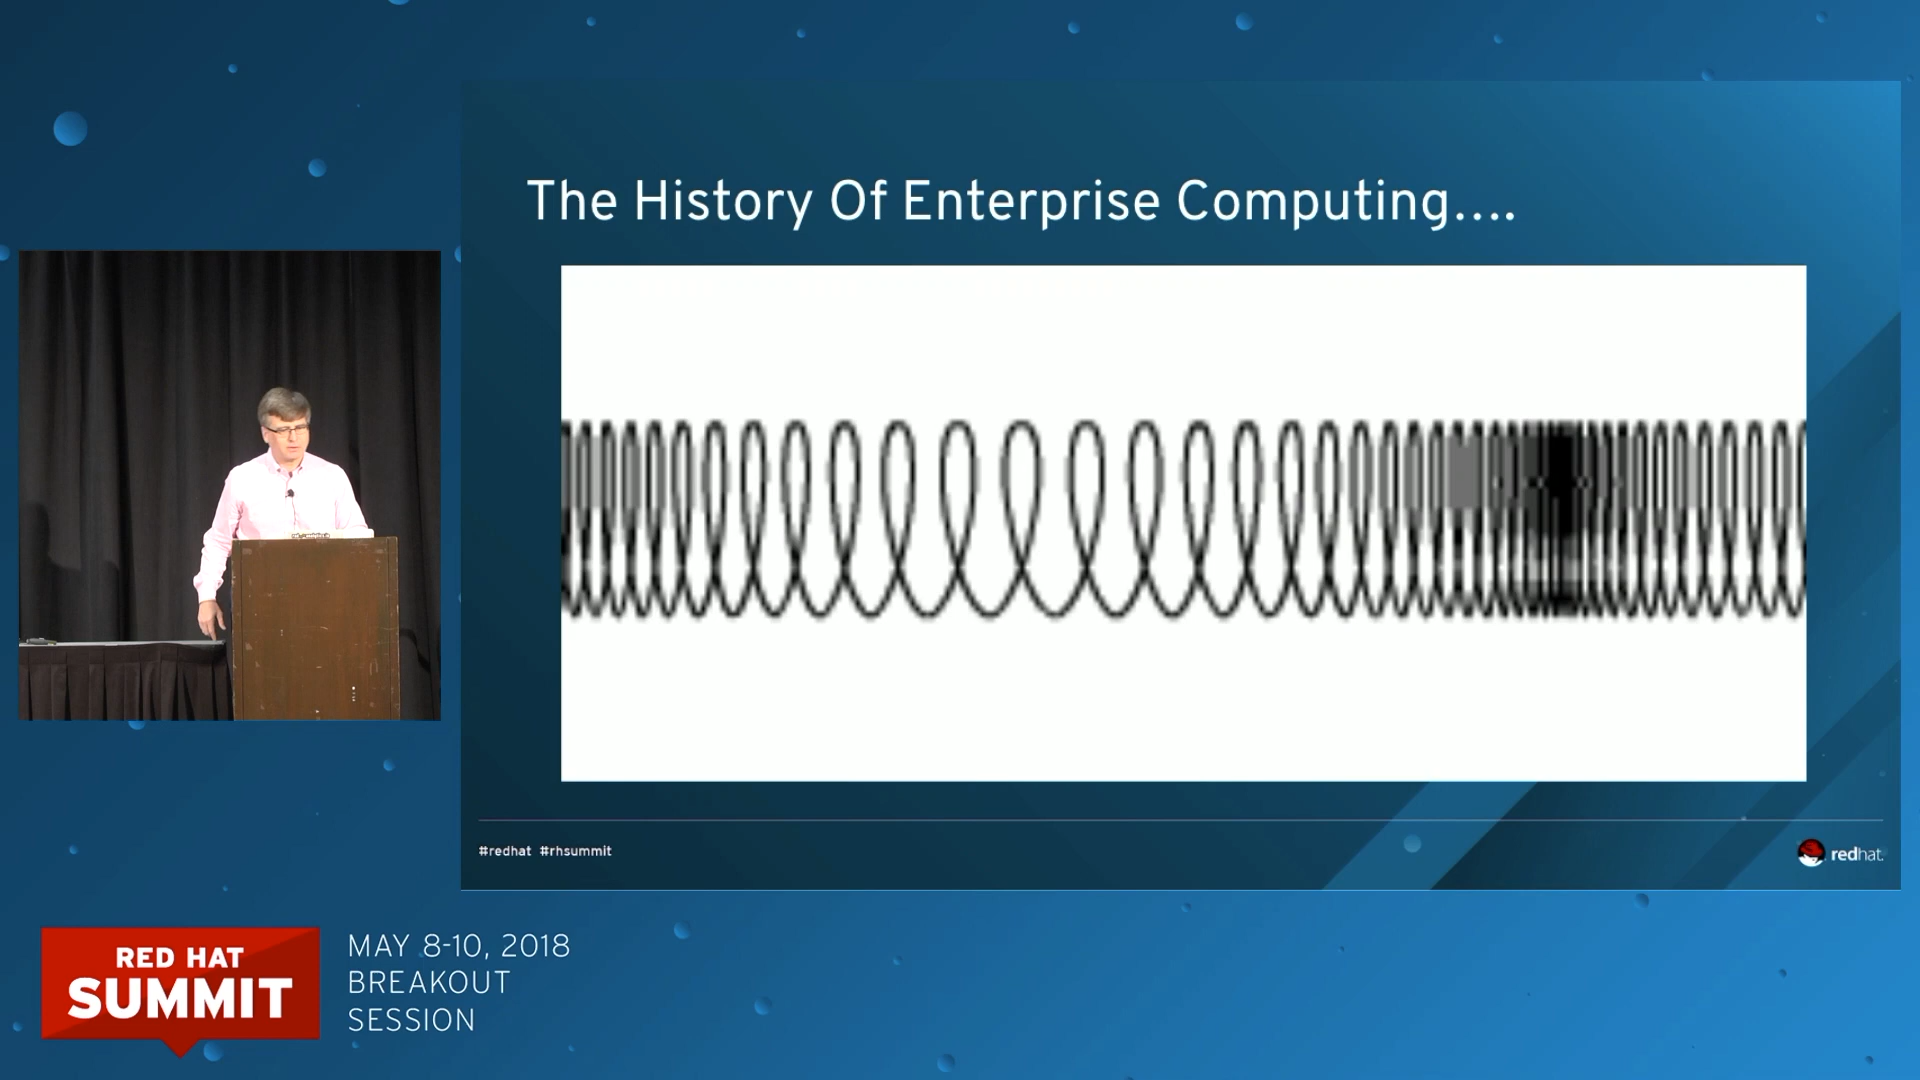 The History Of Enterprise Computing....
#redhat #rhsummit
redhat.
RED HAT
SUMMIT
MAY 8-10, 2018
BREAKOUT
SESSION